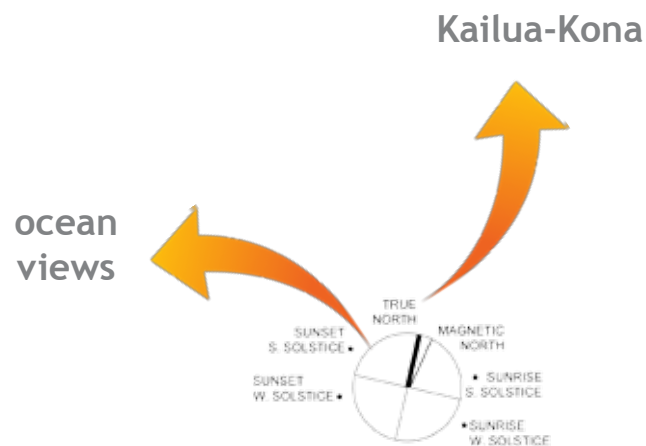 Kailua-Kona
ocean
views
TRUE
NORTH
MAGNETIC
NORTH
SUNSET
S. SOLSTICE
SUNRISE
S. SOLSTICE
SUNSET
W. SOLSTICE
SUNRISE
W. SOLSTICE